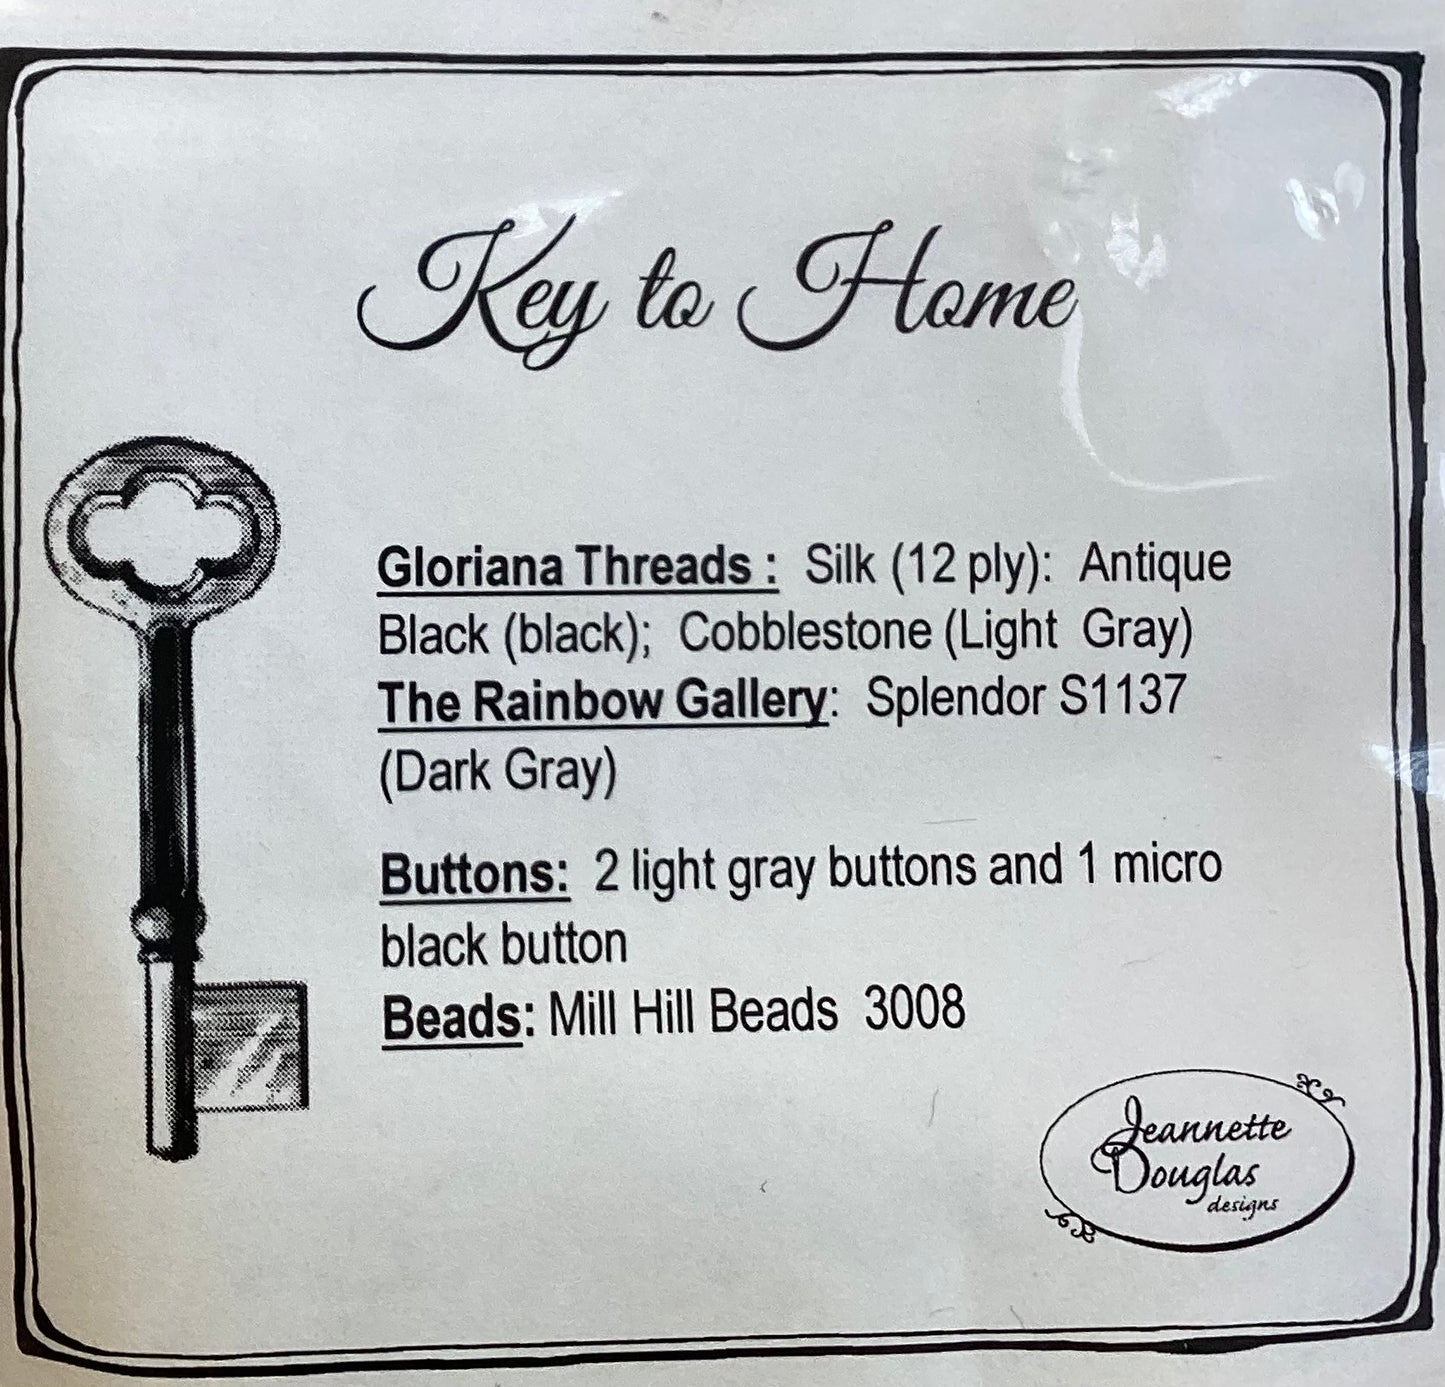 Key to Home
Gloriana Threads : Silk (12 ply): Antique
Black (black); Cobblestone (Light Gray)
The Rainbow Gallery: Splendor S1137
(Dark Gray)
Buttons: 2 light gray buttons and 1 micro
black button
Beads: Mill Hill Beads 3008
Jeannette
Douglas
designs